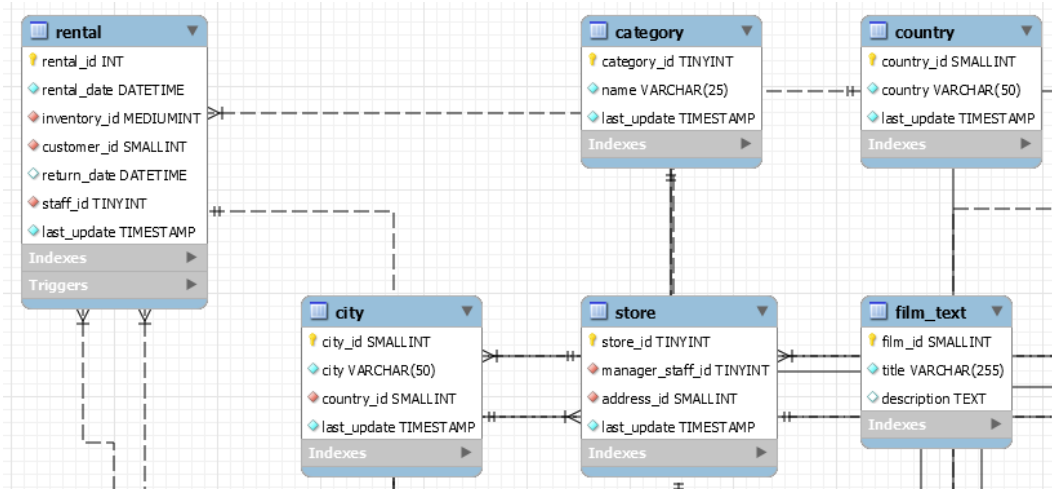 rental
rental_id INT
rental_date DATETIME
inventory_id MEDIUMINT
customer_id SMALLINT
return_date DATETIME
staff_id TINYINT
last_update TIMESTAMP
Indexes
Triggers
category
category_id TINYINT
name VARCHAR(25)
last_update TIMESTAMP
Indexes
country
country_id SMALLINT
country VARCHAR(50)
last_update TIMESTAMP
Indexes
city
city_id SMALLINT
city VARCHAR(50)
country_id SMALLINT
last_update TIMESTAMP
Indexes
store
store_id TINYINT
manager_staff_id TINYINT
address_id SMALLINT
last_update TIMESTAMP
Indexes
film_text
film_id SMALLINT
title VARCHAR(255)
description TEXT
Indexes